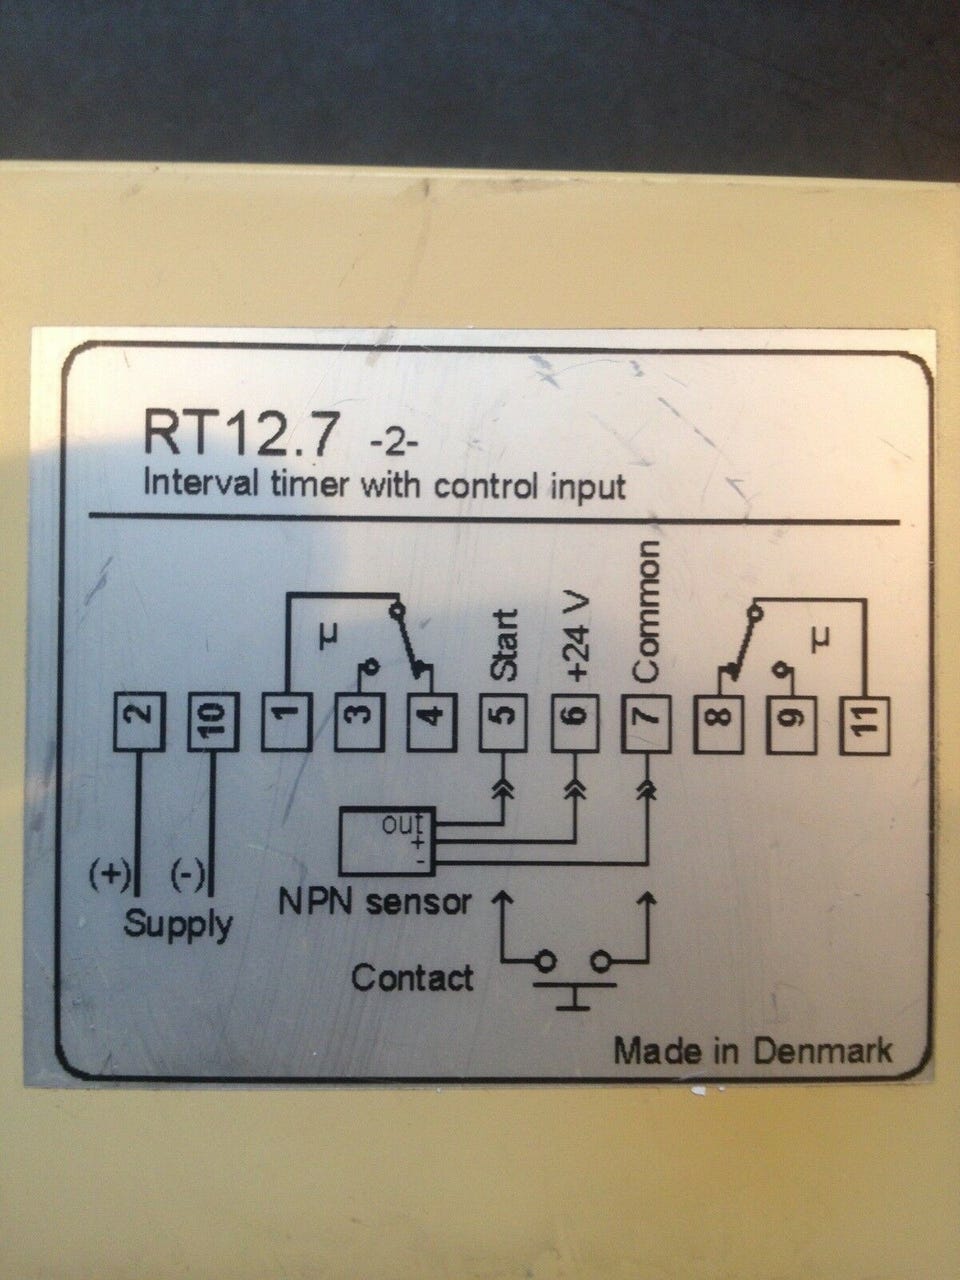 RT12.7 -2-
Interval timer with control input
Start
+24 V
Common
2 10 1 3 4 5 6 7 8 9 11
out
+
-
(+) (-)
NPN sensor
Supply
Contact
Made in Denmark